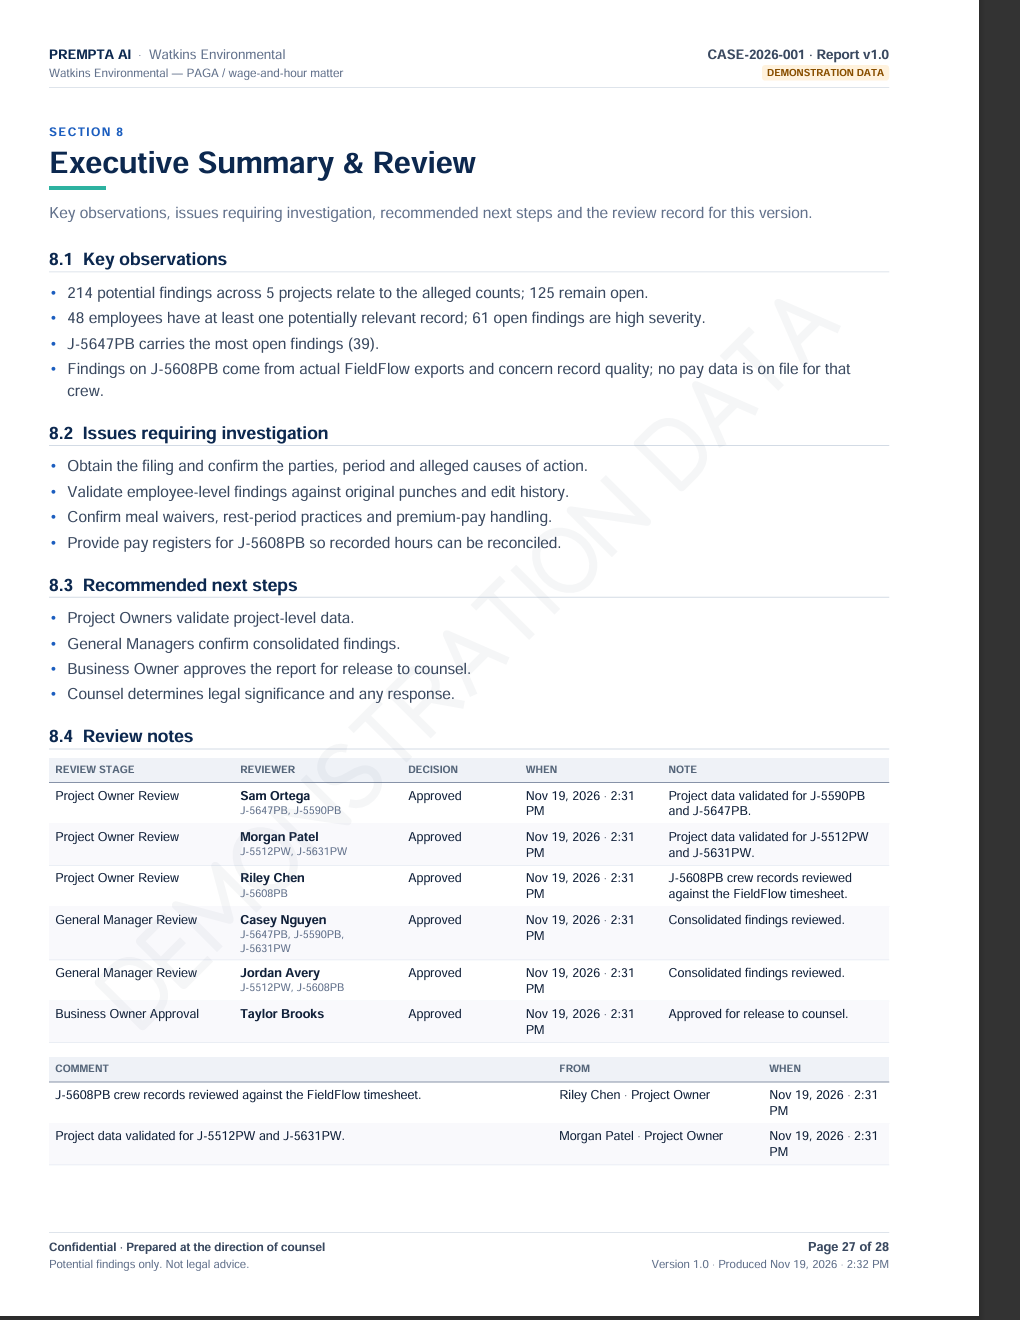 PREMPTA AI · Watkins Environmental
CASE-2026-001 · Report v1.0
Watkins Environmental — PAGA / wage-and-hour matter
DEMONSTRATION DATA
SECTION 8
Executive Summary & Review
Key observations, issues requiring investigation, recommended next steps and the review record for this version.
8.1 Key observations
• 214 potential findings across 5 projects relate to the alleged counts; 125 remain open.
• 48 employees have at least one potentially relevant record; 61 open findings are high severity.
• J-5647PB carries the most open findings (39).
• Findings on J-5608PB come from actual FieldFlow exports and concern record quality; no pay data is on file for that
crew.
8.2 Issues requiring investigation
• Obtain the filing and confirm the parties, period and alleged causes of action.
• Validate employee-level findings against original punches and edit history.
• Confirm meal waivers, rest-period practices and premium-pay handling.
• Provide pay registers for J-5608PB so recorded hours can be reconciled.
8.3 Recommended next steps
• Project Owners validate project-level data.
• General Managers confirm consolidated findings.
• Business Owner approves the report for release to counsel.
• Counsel determines legal significance and any response.
8.4 Review notes
REVIEW STAGE REVIEWER DECISION WHEN NOTE
Project Owner Review Sam Ortega Approved Nov 19, 2026 · 2:31 Project data validated for J-5590PB
J-5647PB, J-5590PB PM and J-5647PB.
Project Owner Review Morgan Patel Approved Nov 19, 2026 · 2:31 Project data validated for J-5512PW
J-5512PW, J-5631PW PM and J-5631PW.
Project Owner Review Riley Chen Approved Nov 19, 2026 · 2:31 J-5608PB crew records reviewed
J-5608PB PM against the FieldFlow timesheet.
General Manager Review Casey Nguyen Approved Nov 19, 2026 · 2:31 Consolidated findings reviewed.
J-5647PB, J-5590PB, PM
J-5631PW
General Manager Review Jordan Avery Approved Nov 19, 2026 · 2:31 Consolidated findings reviewed.
J-5512PW, J-5608PB PM
Business Owner Approval Taylor Brooks Approved Nov 19, 2026 · 2:31 Approved for release to counsel.
PM
COMMENT FROM WHEN
J-5608PB crew records reviewed against the FieldFlow timesheet. Riley Chen · Project Owner Nov 19, 2026 · 2:31
PM
Project data validated for J-5512PW and J-5631PW. Morgan Patel · Project Owner Nov 19, 2026 · 2:31
PM
DEMONSTRATION DATA
Confidential · Prepared at the direction of counsel
Page 27 of 28
Potential findings only. Not legal advice.
Version 1.0 · Produced Nov 19, 2026 · 2:32 PM